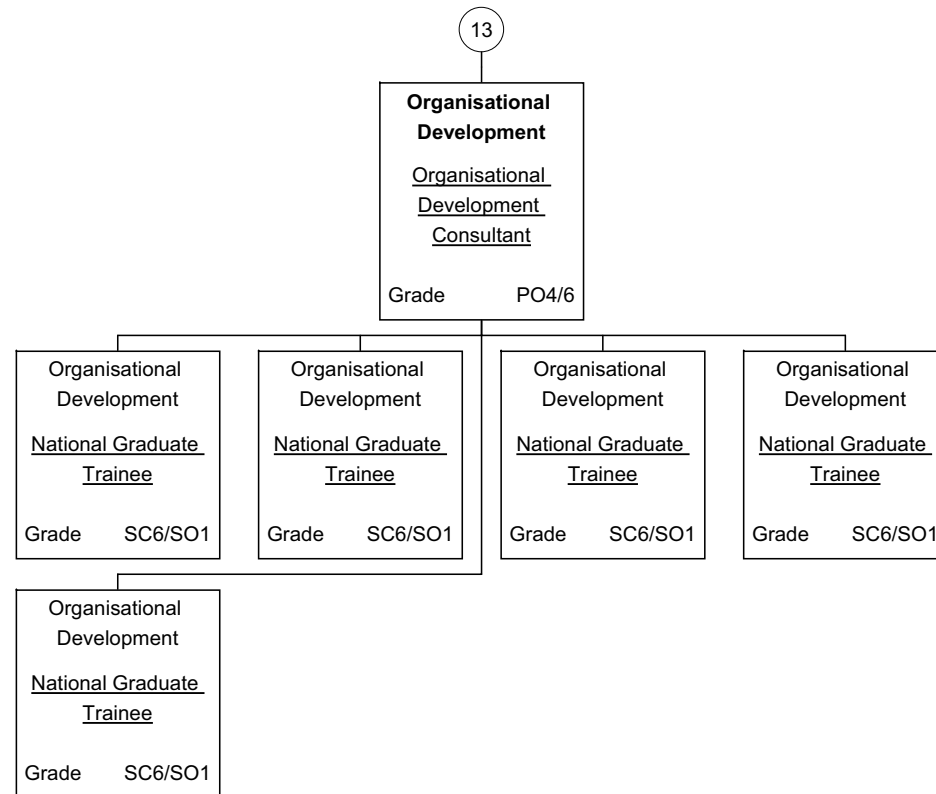 13
Organisational
Development
Organisational
Development
Consultant
Grade PO4/6
Organisational
Development
National Graduate
Trainee
Grade SC6/SO1
Organisational
Development
National Graduate
Trainee
Grade SC6/SO1
Organisational
Development
National Graduate
Trainee
Grade SC6/SO1
Organisational
Development
National Graduate
Trainee
Grade SC6/SO1
Organisational
Development
National Graduate
Trainee
Grade SC6/SO1